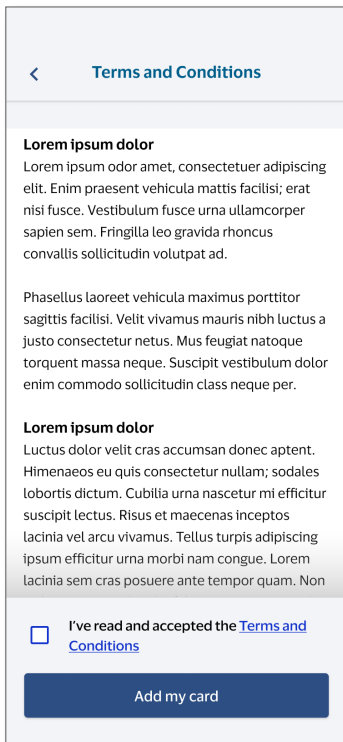 Terms and Conditions
Lorem ipsum dolor
Lorem ipsum odor amet, consectetuer adipiscing
elit. Enim praesent vehicula mattis facilisi; erat
nisi fusce. Vestibulum fusce urna ullamcorper
sapien sem. Fringilla leo gravida rhoncus
convallis sollicitudin volutpat ad.
Phasellus laoreet vehicula maximus porttitor
sagittis facilisi. Velit vivamus mauris nibh luctus a
justo consectetur netus. Mus feugiat natoque
torquent massa neque. Suscipit vestibulum dolor
enim commodo sollicitudin class neque per.
Lorem ipsum dolor
Luctus dolor velit cras accumsan donec aptent.
Himenaeos eu quis consectetur nullam; sodales
lobortis dictum. Cubilia urna nascetur mi efficitur
suscipit lectus. Risus et maecenas inceptos
lacinia vel arcu vivamus. Tellus turpis adipiscing
ipsum efficitur urna morbi nam congue. Lorem
lacinia sem cras posuere ante tempor quam. Non
I've read and accepted the Terms and
Conditions
Add my card